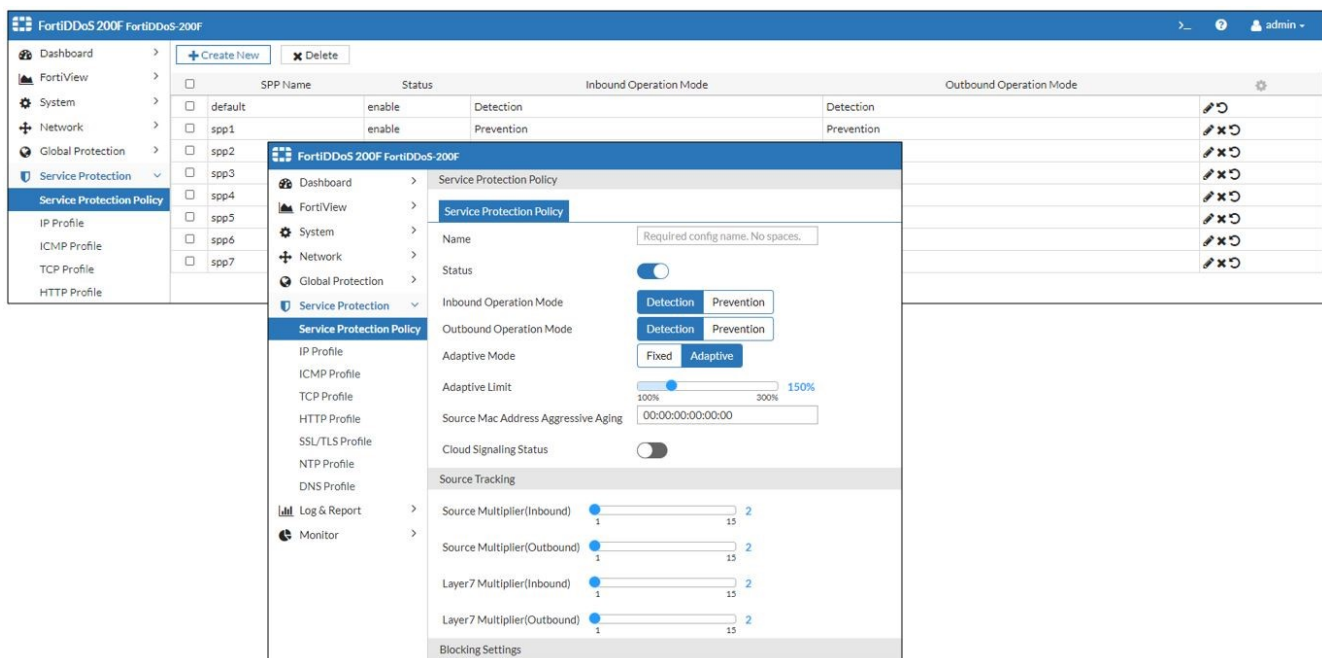 FortiDDoS 200F FortiDDoS-200F
>_ ? admin
Dashboard
FortiView
System
Network
Global Protection
Service Protection
Service Protection Policy
IP Profile
ICMP Profile
TCP Profile
HTTP Profile
+ Create New
Delete
SPP Name Status Inbound Operation Mode Outbound Operation Mode
default enable Detection Detection
spp1 enable Prevention Prevention
spp2
spp3
spp4
spp5
spp6
spp7
FortiDDoS 200F FortiDDoS-200F
Dashboard
FortiView
System
Network
Global Protection
Service Protection
Service Protection Policy
IP Profile
ICMP Profile
TCP Profile
HTTP Profile
SSL/TLS Profile
NTP Profile
DNS Profile
Log & Report
Monitor
Service Protection Policy
Service Protection Policy
Name Required config name. No spaces.
Status
Inbound Operation Mode Detection Prevention
Outbound Operation Mode Detection Prevention
Adaptive Mode Fixed Adaptive
Adaptive Limit 150%
100% 300%
Source Mac Address Aggressive Aging 00:00:00:00:00:00
Cloud Signaling Status
Source Tracking
Source Multiplier(Inbound) 2
1 15
Source Multiplier(Outbound) 2
1 15
Layer7 Multiplier(Inbound) 2
1 15
Layer7 Multiplier(Outbound) 2
1 15
Blocking Settings